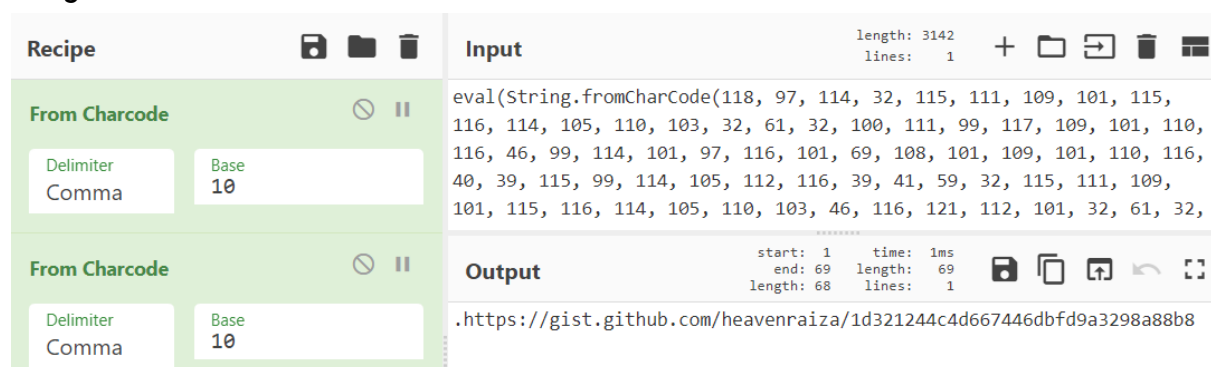 Recipe
From Charcode
Delimiter
Comma
Base
10
From Charcode
Delimiter
Comma
Base
10
Input
length: 3142
lines: 1
eval(String.fromCharCode(118, 97, 114, 32, 115, 111, 109, 101, 115,
116, 114, 105, 110, 103, 32, 61, 32, 100, 111, 99, 117, 109, 101, 110,
116, 46, 99, 114, 101, 97, 116, 101, 69, 108, 101, 109, 101, 110, 116,
40, 39, 115, 99, 114, 105, 112, 116, 39, 41, 59, 32, 115, 111, 109,
101, 115, 116, 114, 105, 110, 103, 46, 116, 121, 112, 101, 32, 61, 32,
Output
start: 1
end: 69
length: 68
time: 1ms
length: 69
lines: 1
.https://gist.github.com/heavenraiza/1d321244c4d667446dbfd9a3298a88b8